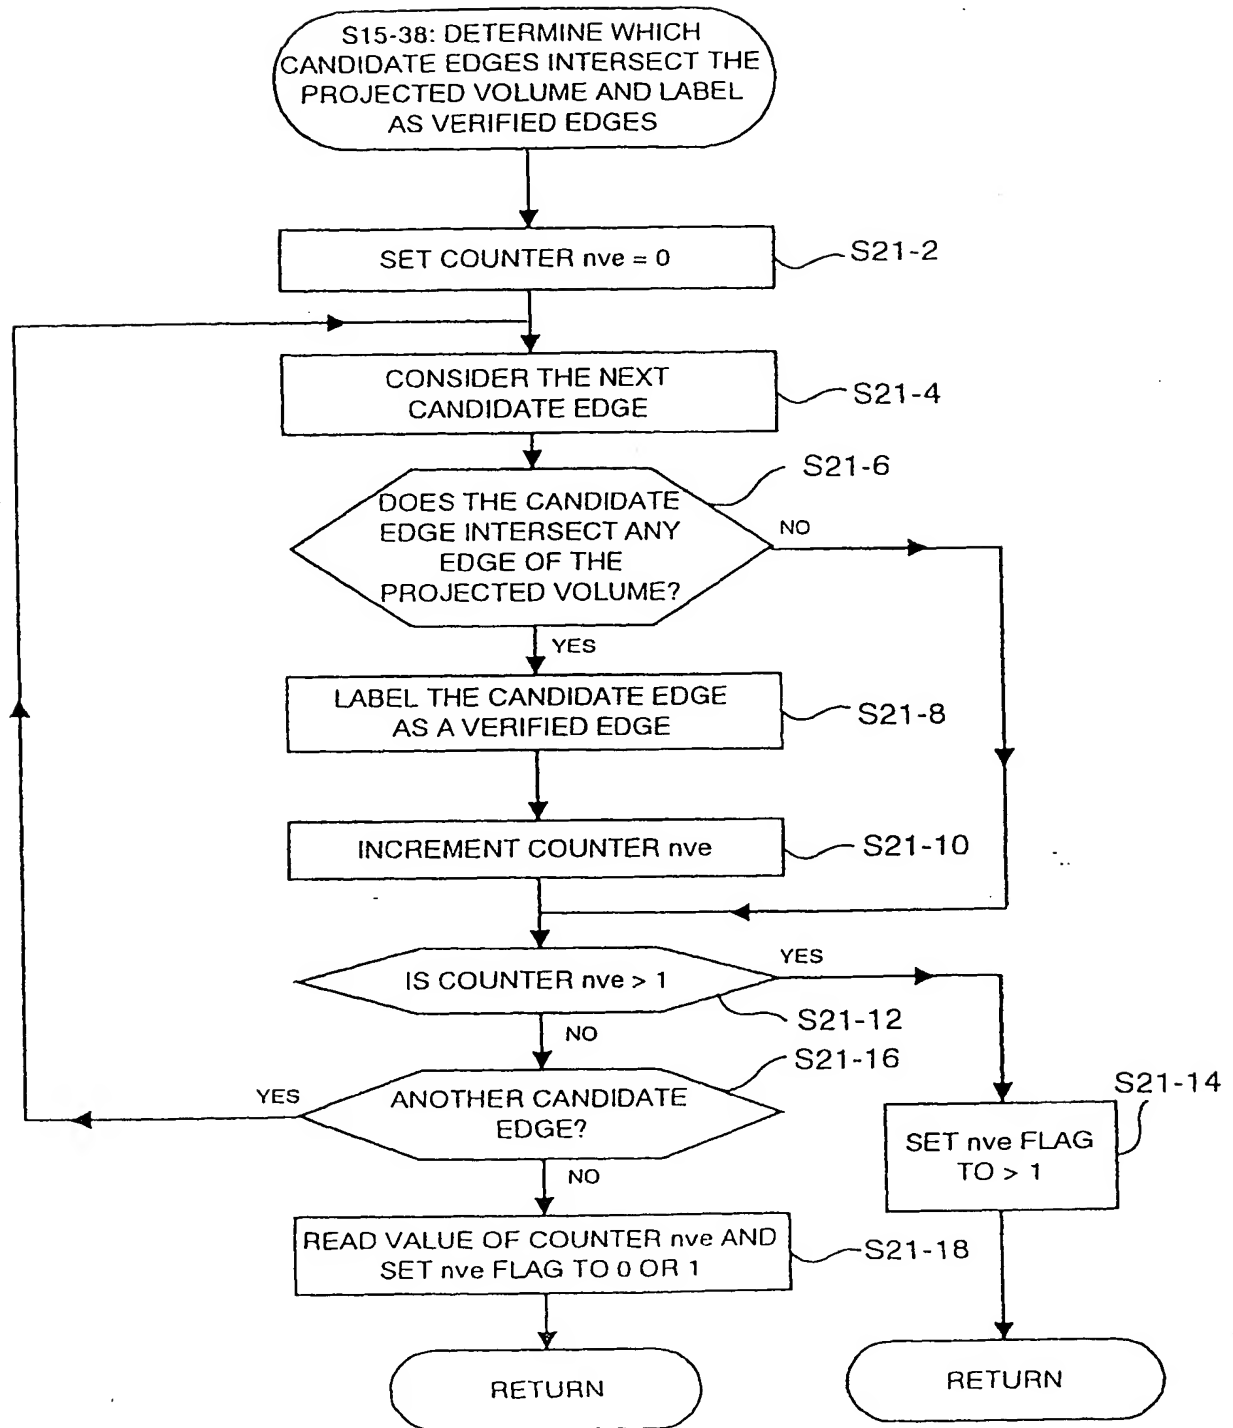 S15-38: DETERMINE WHICH
CANDIDATE EDGES INTERSECT THE
PROJECTED VOLUME AND LABEL
AS VERIFIED EDGES
SET COUNTER nve = 0
S21-2
CONSIDER THE NEXT
CANDIDATE EDGE
S21-4
S21-6
DOES THE CANDIDATE
EDGE INTERSECT ANY
EDGE OF THE
PROJECTED VOLUME?
NO
YES
LABEL THE CANDIDATE EDGE
AS A VERIFIED EDGE
S21-8
INCREMENT COUNTER nve
S21-10
IS COUNTER nve > 1
YES
S21-12
NO
S21-16
YES
ANOTHER CANDIDATE
EDGE?
S21-14
SET nve FLAG
TO > 1
NO
READ VALUE OF COUNTER nve AND
SET nve FLAG TO 0 OR 1
S21-18
RETURN
RETURN